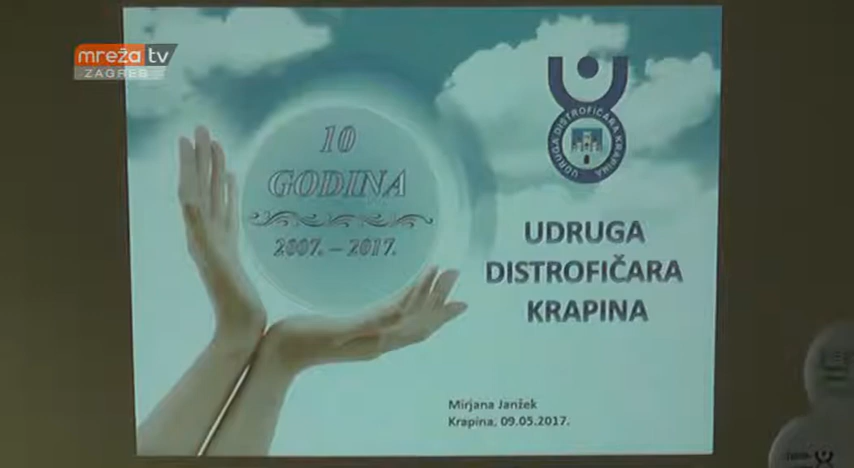 mreža tv
ZAGREB
10
GODINA
2007. – 2017.
UDRUGA DISTROFIČARA KRAPINA
UDRUGA
DISTROFIČARA
KRAPINA
Mirjana Janžek
Krapina, 09.05.2017.